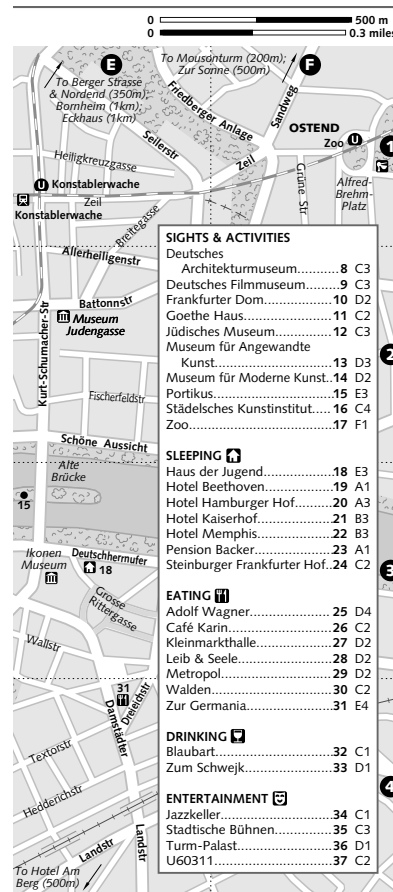 0 500 m
0 0.3 miles
E
To Mousonturm (200m);
Zur Sonne (500m)
F
To Berger Strasse
& Nordend (350m);
Bornheim (1km);
Eckhaus (1km)
Friedberger Anlage
Sandweg
Seilerstr
OSTEND
Zoo U
1
Heiligkreuzgasse
Zeil
U Konstablerwache
Zeil
Konstablerwache
Grüne Str
Alfred-
Brehm-
Platz
Breitegasse
Allerheiligenstr
Battonnstr
Museum
Judengasse
Kurt-Schumacher-Str
Fischerfeldstr
Schöne Aussicht
Alte
Brücke
15
Ikonen
Museum
Deutschherrnufer
18
Grosse
Rittergasse
Wallstr
31
Dreieichstr
Damstädter
Landstr
Textorstr
Hedderichstr
Landstr
To Hotel Am
Berg (500m)
2
3
4
SIGHTS & ACTIVITIES
Deutsches
Architekturmuseum...........8 C3
Deutsches Filmmuseum.......9 C3
Frankfurter Dom..............10 D2
Goethe Haus...................11 C2
Jüdisches Museum............12 C3
Museum für Angewandte
Kunst.........................13 D3
Museum für Moderne Kunst..14 D2
Portikus.........................15 E3
Städelsches Kunstinstitut.....16 C4
Zoo..............................17 F1
SLEEPING
Haus der Jugend...............18 E3
Hotel Beethoven...............19 A1
Hotel Hamburger Hof.........20 A3
Hotel Kaiserhof................21 B3
Hotel Memphis.................22 B3
Pension Backer.................23 A1
Steinburger Frankfurter Hof..24 C2
EATING
Adolf Wagner..................25 D4
Café Karin......................26 C2
Kleinmarkthalle................27 D2
Leib & Seele....................28 D2
Metropol........................29 D2
Walden..........................30 C2
Zur Germania..................31 E4
DRINKING
Blaubart.........................32 C1
Zum Schwejk...................33 D1
ENTERTAINMENT
Jazzkeller.......................34 C1
Stadtische Bühnen............35 C3
Turm-Palast....................36 D1
U60311.........................37 C2